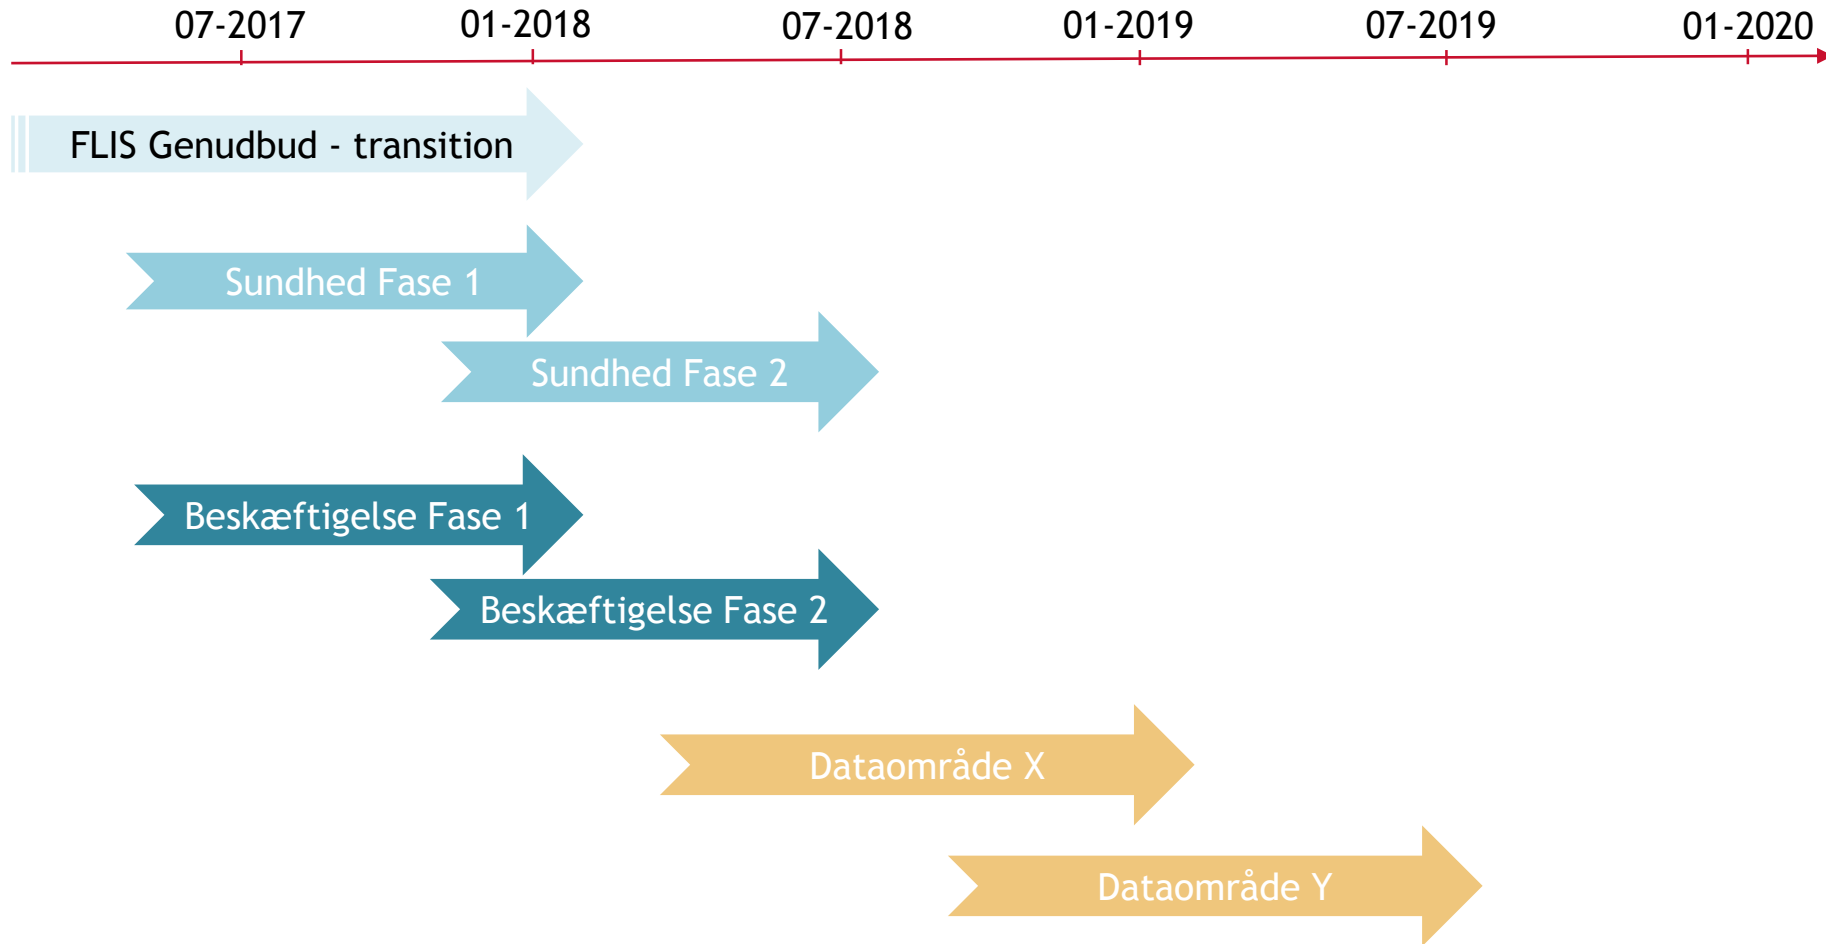 07-2017 01-2018 07-2018 01-2019 07-2019 01-2020
FLIS Genudbud - transition
Sundhed Fase 1
Sundhed Fase 2
Beskæftigelse Fase 1
Beskæftigelse Fase 2
Dataområde X
Dataområde Y